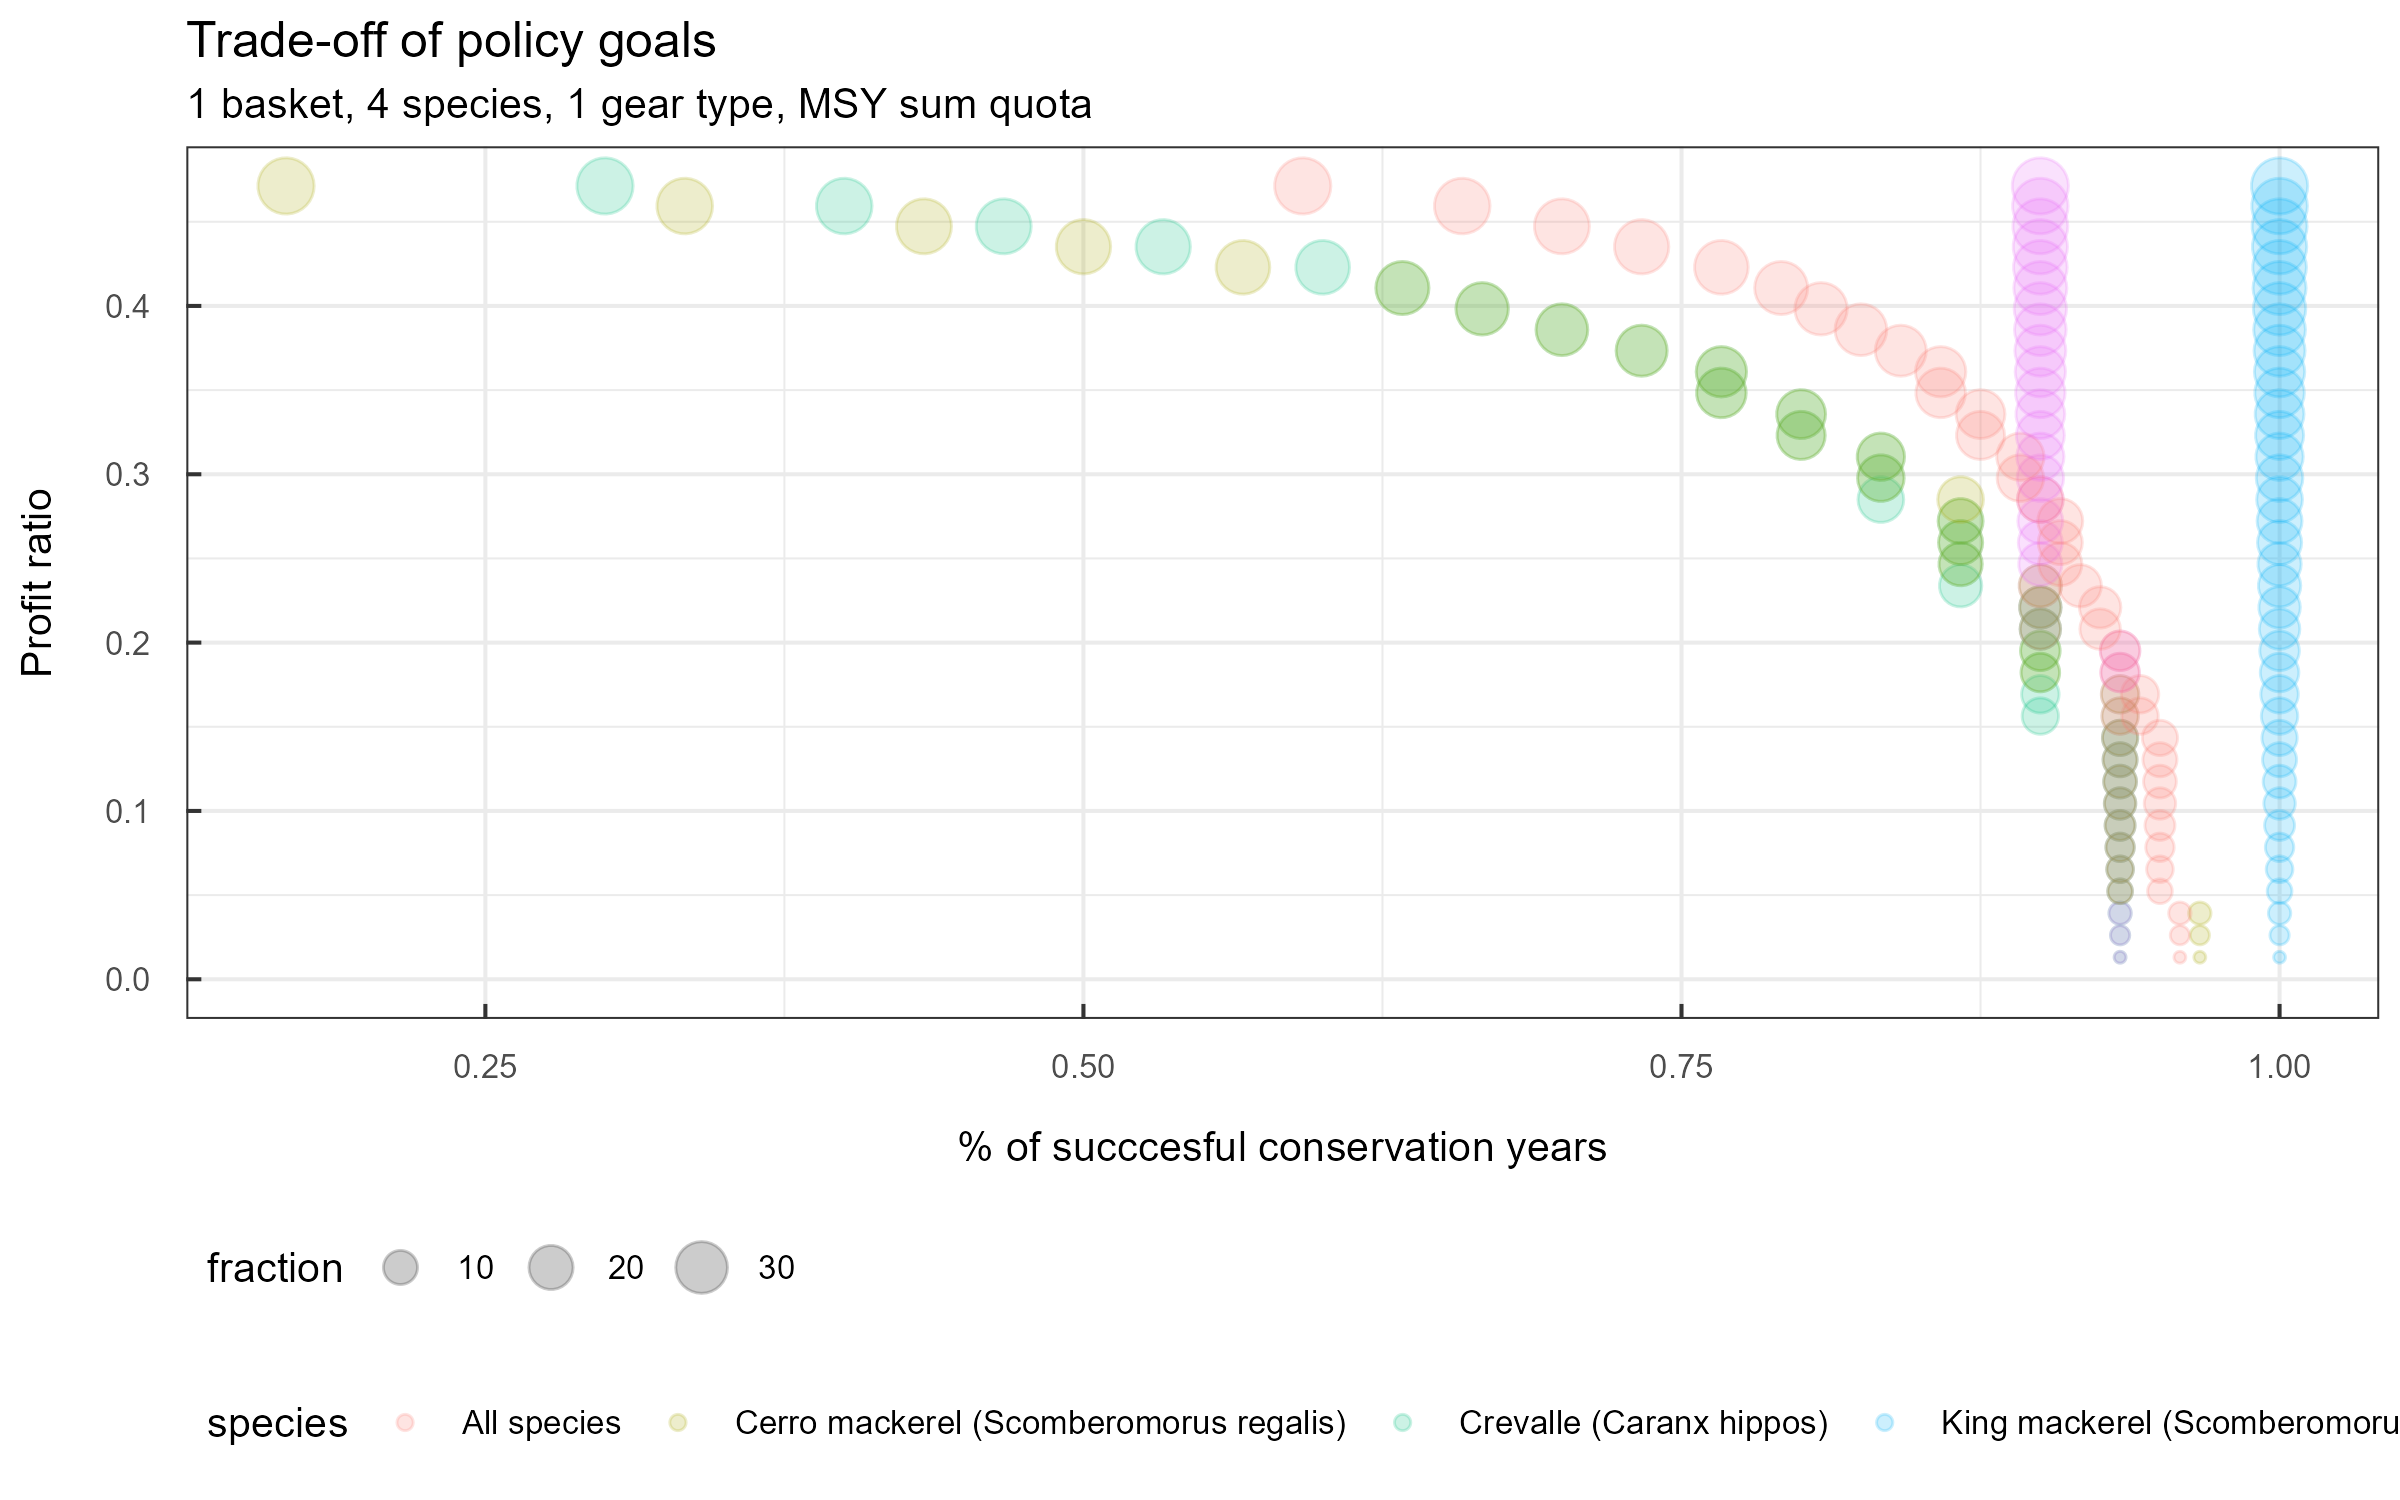 Trade-off of policy goals
1 basket, 4 species, 1 gear type, MSY sum quota
Profit ratio
0.4
0.3
0.2
0.1
0.0
0.25 0.50 0.75 1.00
% of succcesful conservation years
fraction 10 20 30
species All species Cerro mackerel (Scomberomorus regalis) Crevalle (Caranx hippos) King mackerel (Scomberomoru